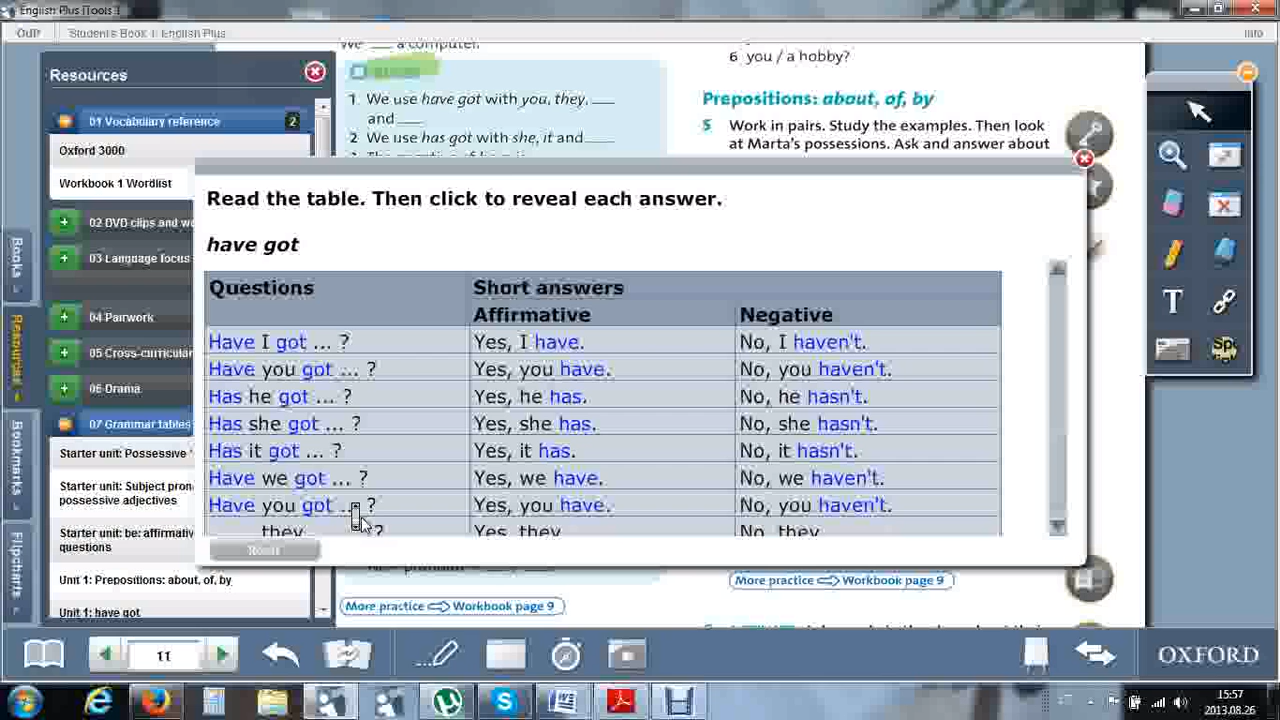 English Plus iTools 1
Student's Book 1: English Plus
Info
We ___ a computer.
1 We use have got with you, they, ___
and ___.
2 We use has got with she, it and ___
6 you / a hobby?
Prepositions: about, of, by
5 Work in pairs. Study the examples. Then look
at Marta's possessions. Ask and answer about
Resources
01 Vocabulary reference 2
Oxford 3000
Workbook 1 Wordlist
02 DVD clips and
03 Language focus
04 Pairwork
05 Cross-curricular
06 Drama
07 Grammar tables
Starter unit: Possessive
Starter unit: Subject
possessive adjectives
Starter unit: be: affirmative
questions
Unit 1: Prepositions: about, of, by
Unit 1: have got
Books
Resources
Bookmarks
Flipcharts
Read the table. Then click to reveal each answer.
have got
Questions Short answers
Affirmative Negative
Have I got ... ? Yes, I have. No, I haven't.
Have you got ... ? Yes, you have. No, you haven't.
Has he got ... ? Yes, he has. No, he hasn't.
Has she got ... ? Yes, she has. No, she hasn't.
Has it got ... ? Yes, it has. No, it hasn't.
Have we got ... ? Yes, we have. No, we haven't.
Have you got ... ? Yes, you have. No, you haven't.
___ they ___ ? Yes, they ___ No, they ___
Reset
More practice ⇨ Workbook page 9
More practice ⇨ Workbook page 9
T
Sp
11
OXFORD
15:57
2013.08.26